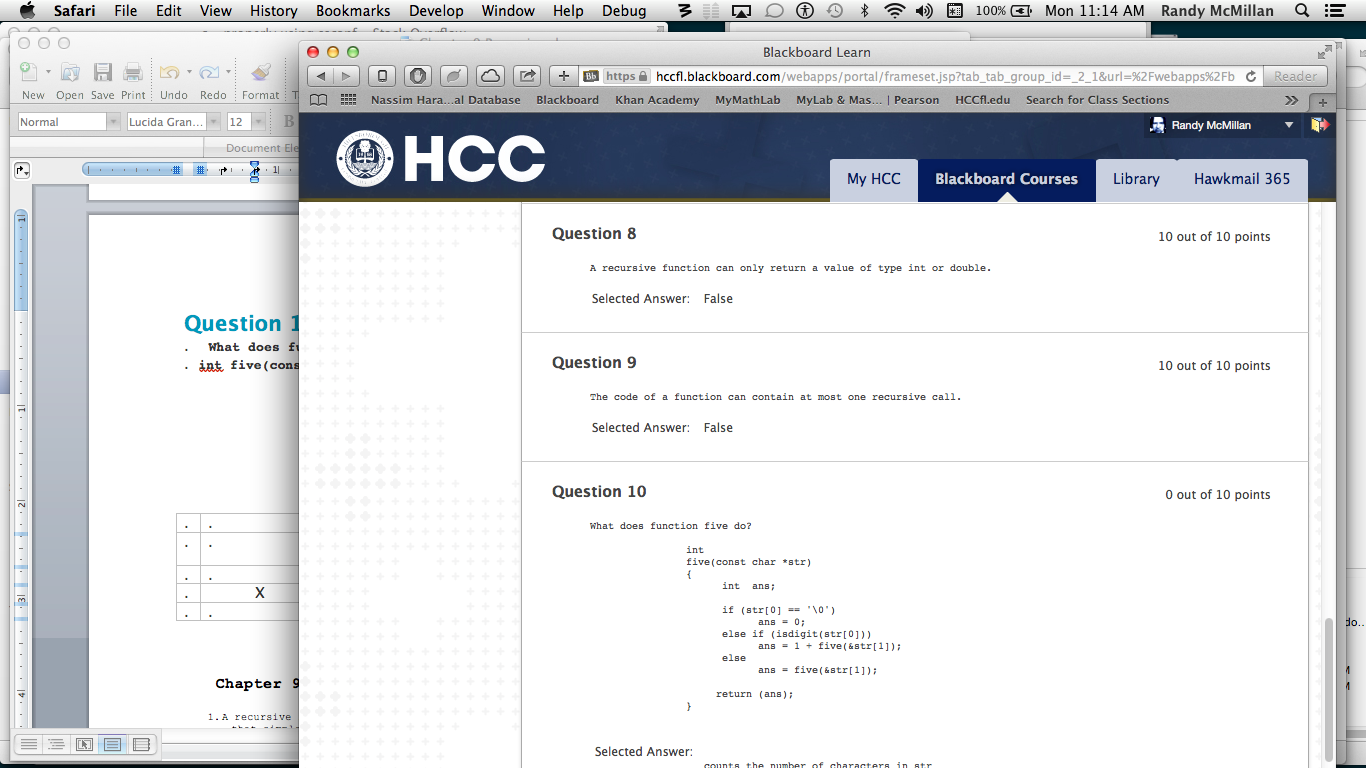 Safari File Edit View History Bookmarks Develop Window Help Debug 100% Mon 11:14 AM Randy McMillan
Blackboard Learn
New Open Save Print Undo Redo Format
https hccfl.blackboard.com/webapps/portal/frameset.jsp?tab_tab_group_id=_2_1&url=%2Fwebapps%2Fb Reader
Nassim Hara...al Database Blackboard Khan Academy MyMathLab MyLab & Mas... | Pearson HCCfl.edu Search for Class Sections
Normal Lucida Gran... 12 B
Document Ele
Randy McMillan
HCC
My HCC Blackboard Courses Library Hawkmail 365
Question 8
10 out of 10 points
A recursive function can only return a value of type int or double.
Selected Answer: False
Question 9
10 out of 10 points
The code of a function can contain at most one recursive call.
Selected Answer: False
Question 10
0 out of 10 points
What does function five do?
int
five(const char *str)
{
int ans;
if (str[0] == '\0')
ans = 0;
else if (isdigit(str[0]))
ans = 1 + five(&str[1]);
else
ans = five(&str[1]);
return (ans);
}
Selected Answer:
counts the number of characters in str
Question 1
. What does fu
. int five(cons
X
Chapter 9
1.A recursive